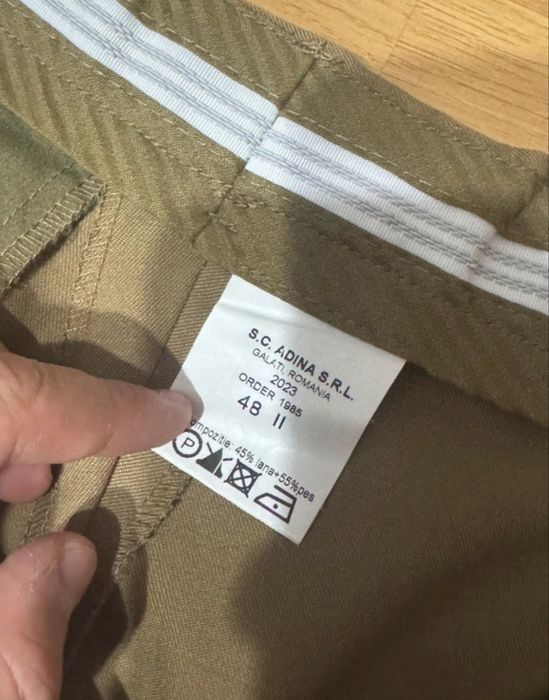 S.C. ADINA S.R.L.
GALATI, ROMANIA
2023
ORDER 1985
48 II
ompozitie: 45% lana+55%pes
P